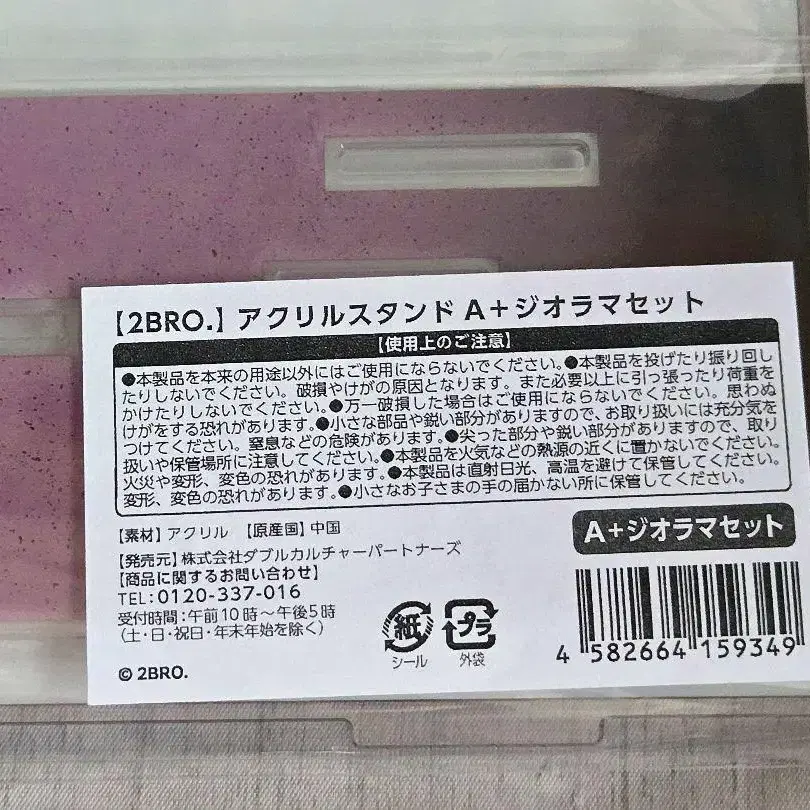 【2BRO.】アクリルスタンド A+ジオラマセット
【使用上のご注意】
●本製品を本来の用途以外にはご使用にならないでください。●本製品を投げたり振り回し
たりしないでください。破損やけがの原因となります。また必要以上に引っ張ったり荷重を
かけたりしないでください。●万一破損した場合はご使用にならないでください。思わぬ
けがをする恐れがあります。●小さな部品や鋭い部分がありますので、お取り扱いには充分気を
つけてください。窒息などの危険があります。●尖った部分や鋭い部分がありますので、取り
扱いや保管場所に注意してください。●本製品を火気などの熱源の近くに置かないでください。
火災や変形、変色の恐れがあります。●本製品は直射日光、高温を避けて保管してください。
変形、変色の恐れがあります。●小さなお子さまの手の届かない所に保管してください。
【素材】アクリル 【原産国】中国
【発売元】株式会社ダブルカルチャーパートナーズ
【商品に関するお問い合わせ】
TEL:0120-337-016
受付時間:午前10時~午後5時
(土・日・祝日・年末年始を除く)
© 2BRO.
紙
シール
プラ
外袋
A+ジオラマセット
4 582664 159349